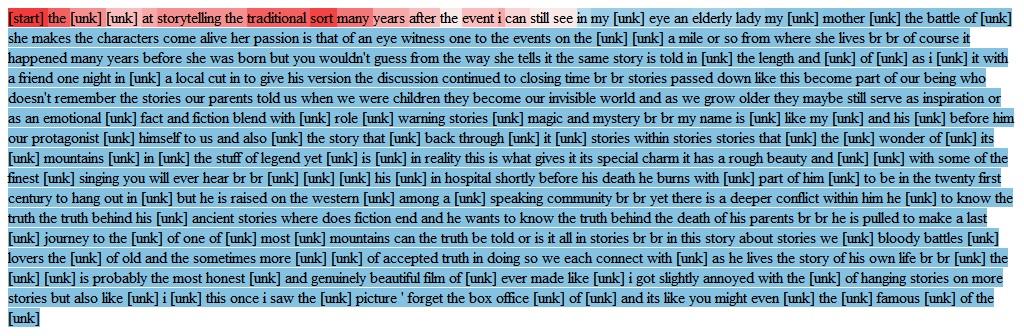 [start] the [unk] [unk] at storytelling the traditional sort many years after the event i can still see in my [unk] eye an elderly lady my [unk] mother [unk] the battle of [unk]
she makes the characters come alive her passion is that of an eye witness one to the events on the [unk] [unk] a mile or so from where she lives br br of course it
happened many years before she was born but you wouldn't guess from the way she tells it the same story is told in [unk] the length and [unk] of [unk] as i [unk] it with
a friend one night in [unk] a local cut in to give his version the discussion continued to closing time br br stories passed down like this become part of our being who
doesn't remember the stories our parents told us when we were children they become our invisible world and as we grow older they maybe still serve as inspiration or
as an emotional [unk] fact and fiction blend with [unk] role [unk] warning stories [unk] magic and mystery br br my name is [unk] like my [unk] and his [unk] before him
our protagonist [unk] himself to us and also [unk] the story that [unk] back through [unk] it [unk] stories within stories stories that [unk] the [unk] wonder of [unk] its
[unk] mountains [unk] in [unk] the stuff of legend yet [unk] is [unk] in reality this is what gives it its special charm it has a rough beauty and [unk] [unk] with some of the
finest [unk] singing you will ever hear br br [unk] [unk] [unk] his [unk] in hospital shortly before his death he burns with [unk] part of him [unk] to be in the twenty first
century to hang out in [unk] but he is raised on the western [unk] among a [unk] speaking community br br yet there is a deeper conflict within him he [unk] to know the
truth the truth behind his [unk] ancient stories where does fiction end and he wants to know the truth behind the death of his parents br br he is pulled to make a last
[unk] journey to the [unk] of one of [unk] most [unk] mountains can the truth be told or is it all in stories br br in this story about stories we [unk] bloody battles [unk]
lovers the [unk] of old and the sometimes more [unk] [unk] of accepted truth in doing so we each connect with [unk] as he lives the story of his own life br br [unk] the
[unk] [unk] is probably the most honest [unk] and genuinely beautiful film of [unk] ever made like [unk] i got slightly annoyed with the [unk] of hanging stories on more
stories but also like [unk] i [unk] this once i saw the [unk] picture ' forget the box office [unk] of [unk] and its like you might even [unk] the [unk] famous [unk] of the
[unk]